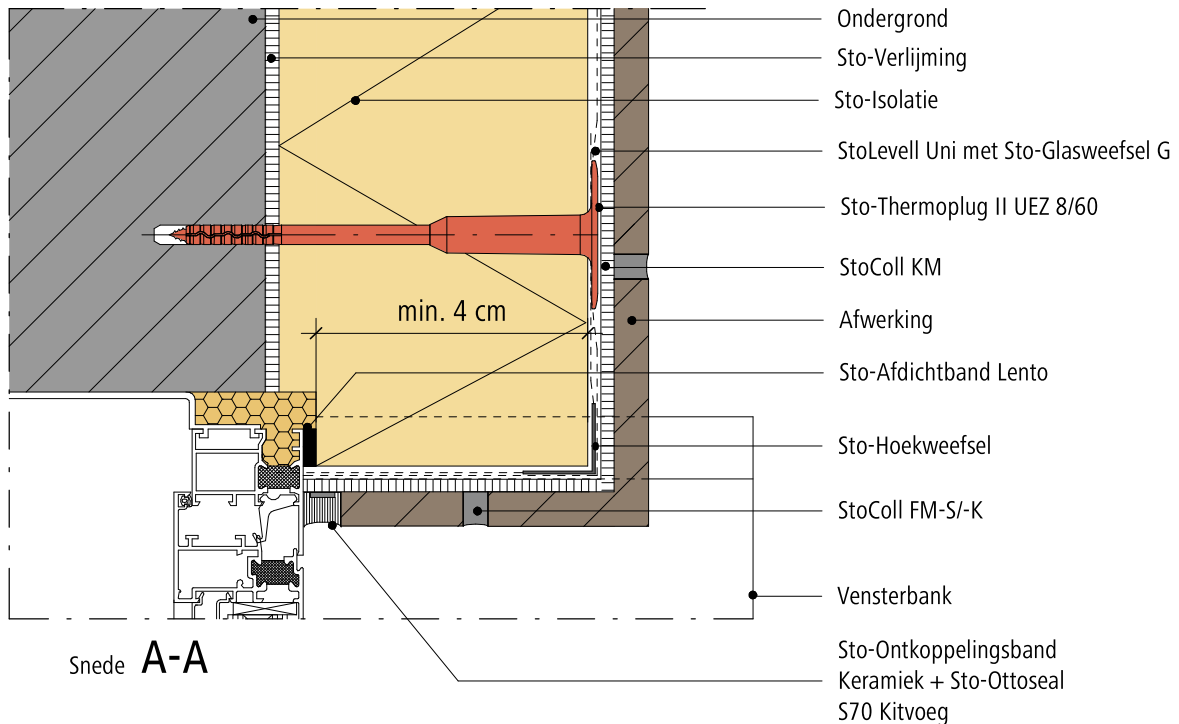 Ondergrond
Sto-Verlijming
Sto-Isolatie
StoLevell Uni met Sto-Glasweefsel G
Sto-Thermoplug II UEZ 8/60
StoColl KM
min. 4 cm
Afwerking
Sto-Afdichtband Lento
Sto-Hoekweefsel
StoColl FM-S/-K
Vensterbank
Snede A-A
Sto-Ontkoppelingsband
Keramiek + Sto-Ottoseal
S70 Kitvoeg